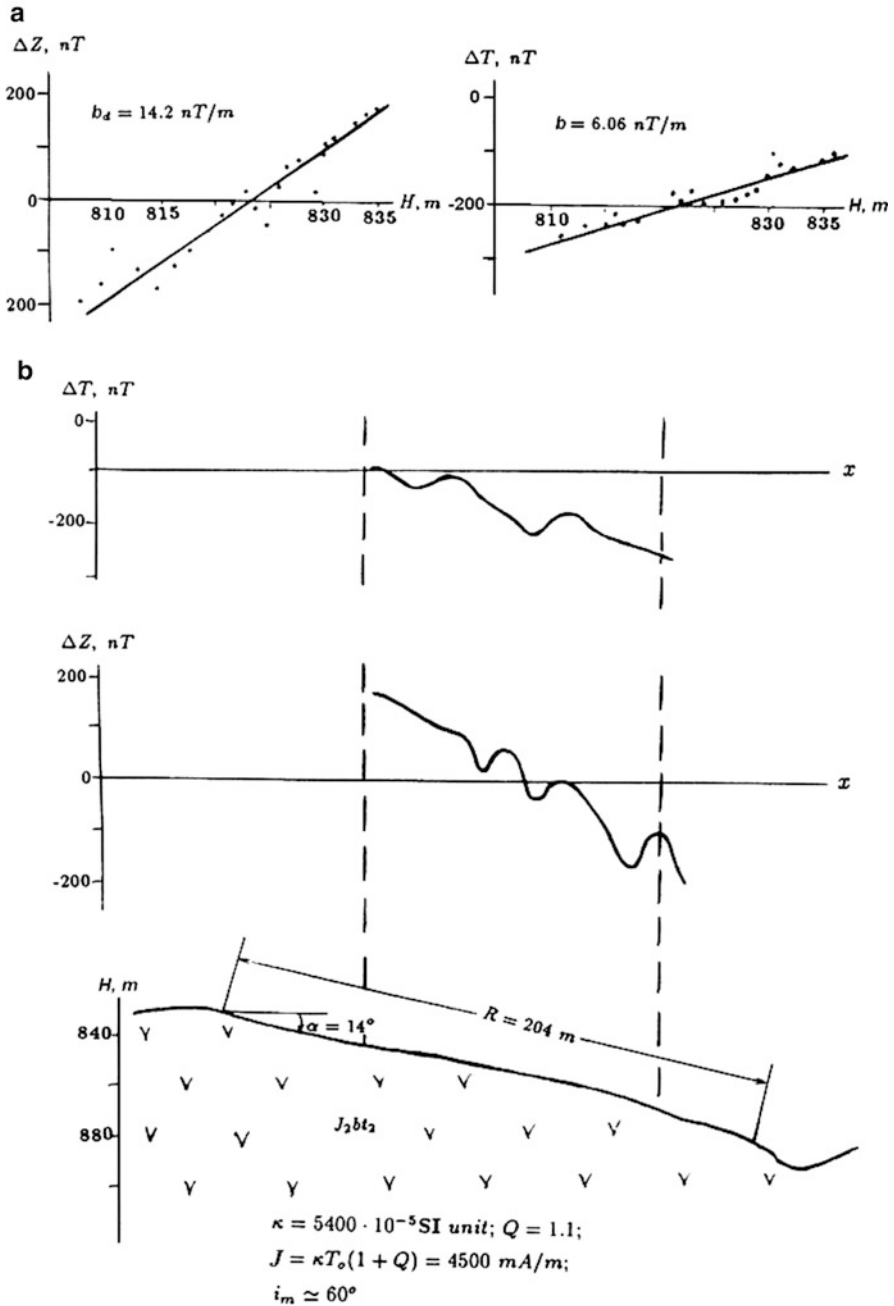 a
ΔZ, nT
200
b_d = 14.2 nT/m
0
810 815 830 835 H, m
200
ΔT, nT
0
b = 6.06 nT/m
-200
810 830 835 H, m
b
ΔT, nT
0
x
-200
ΔZ, nT
200
0
x
-200
H, m
840
α = 14°
R = 204 m
880
J₂bt₂
κ = 5400 · 10⁻⁵ SI unit; Q = 1.1;
J = κT₀(1 + Q) = 4500 mA/m;
i_m ≃ 60°